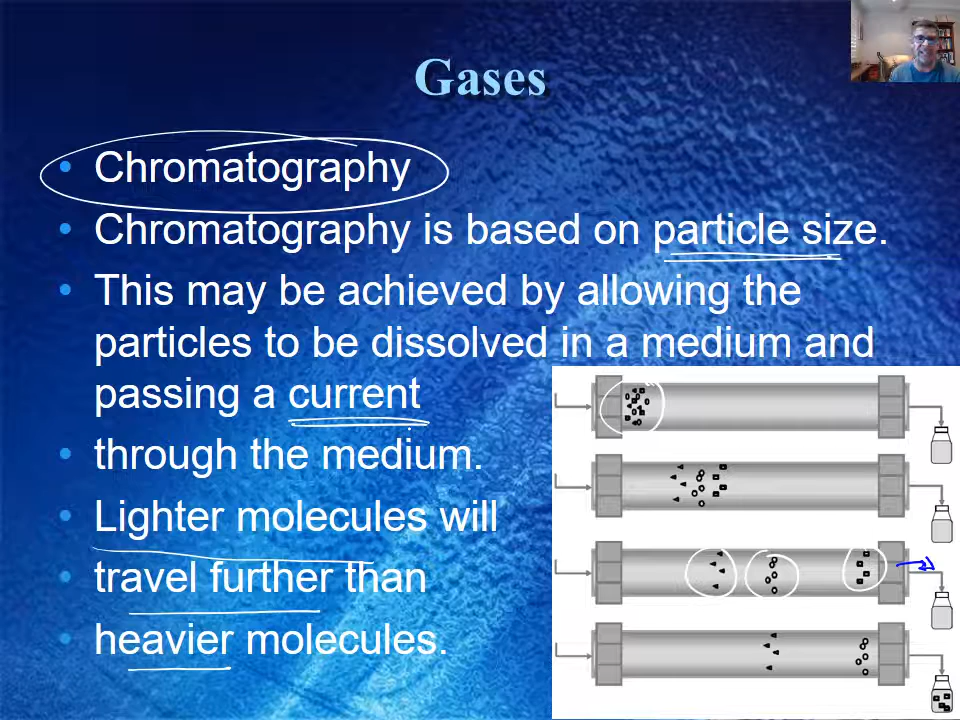 Gases
• Chromatography
• Chromatography is based on particle size.
• This may be achieved by allowing the
particles to be dissolved in a medium and
passing a current
• through the medium.
• Lighter molecules will
• travel further than
• heavier molecules.